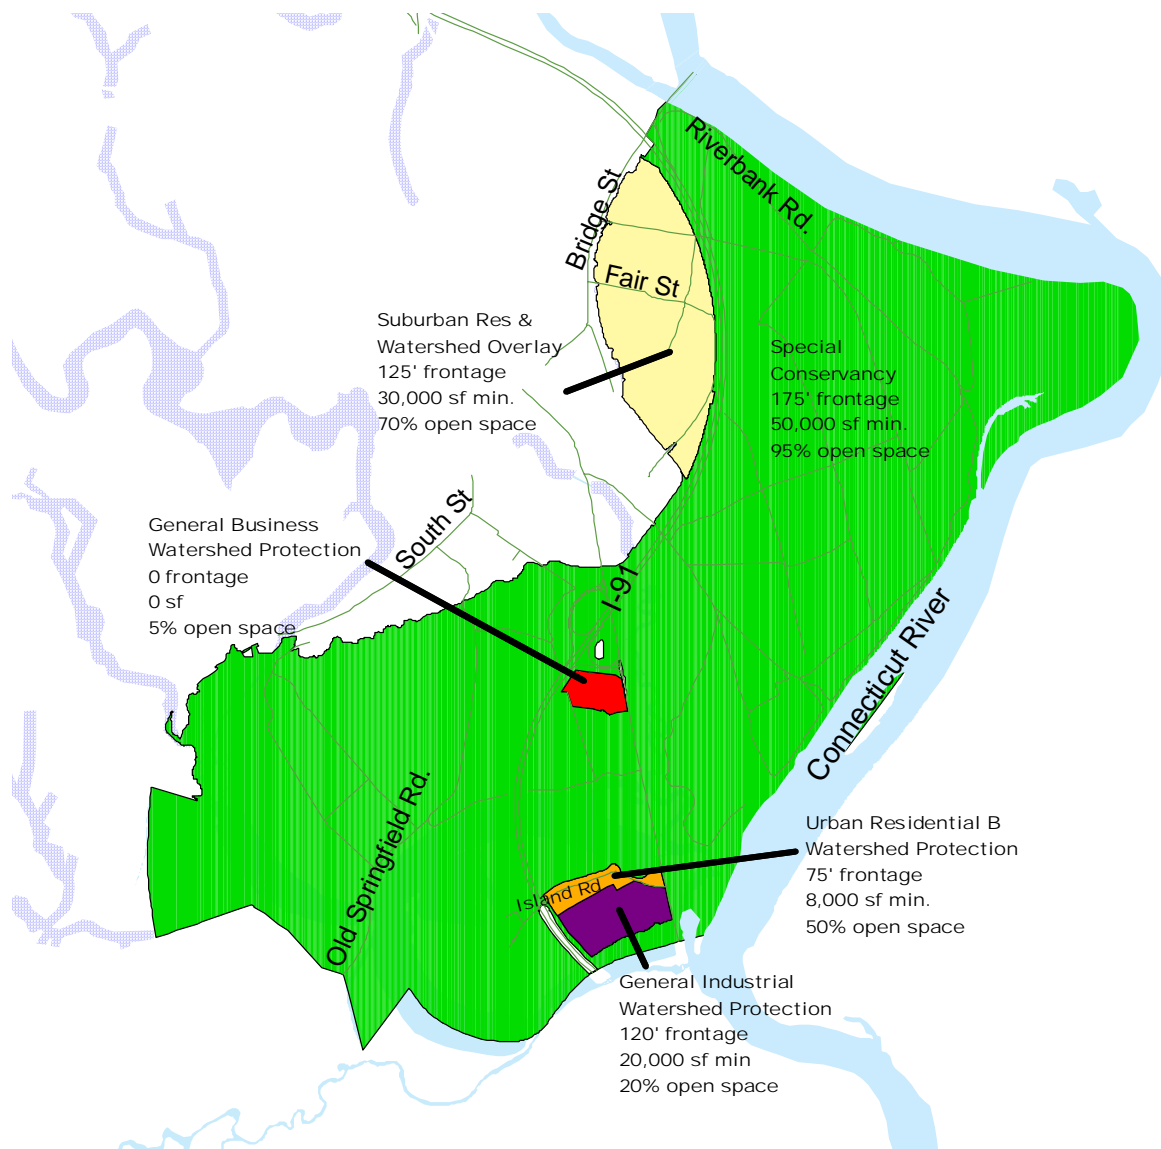 Riverbank Rd.
Bridge St
Fair St
Suburban Res &
Watershed Overlay
125' frontage
30,000 sf min.
70% open space
Special
Conservancy
175' frontage
50,000 sf min.
95% open space
General Business
Watershed Protection
0 frontage
0 sf
5% open space
South St
I-91
Connecticut River
Old Springfield Rd.
Urban Residential B
Watershed Protection
75' frontage
8,000 sf min.
50% open space
Island Rd
General Industrial
Watershed Protection
120' frontage
20,000 sf min
20% open space